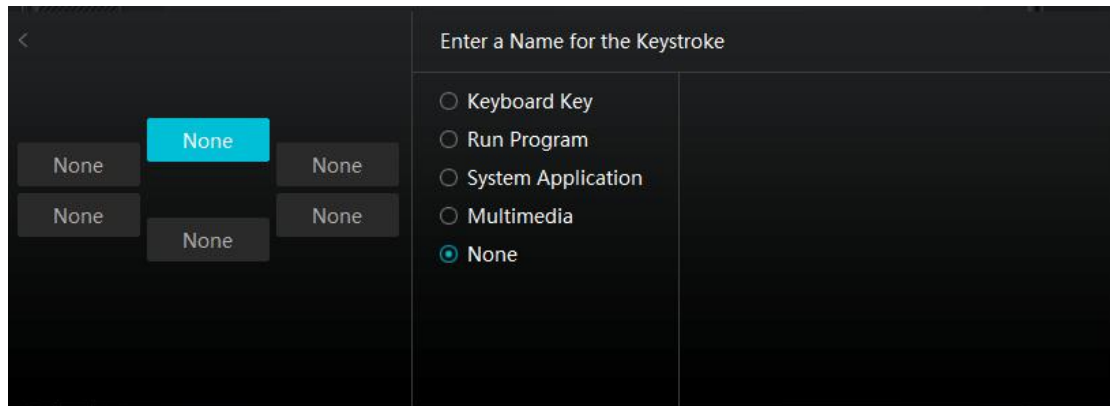 <
Enter a Name for the Keystroke
None
None
None
None
None
None
Keyboard Key
Run Program
System Application
Multimedia
None